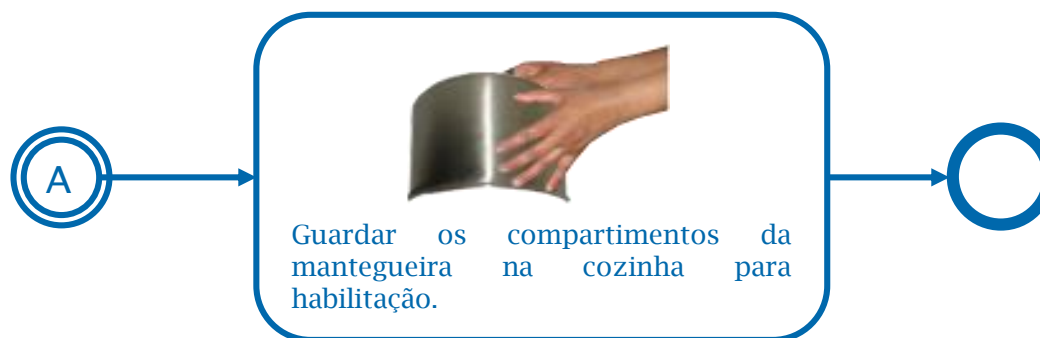 A
Guardar os compartimentos da
mantegueira na cozinha para
habilitação.